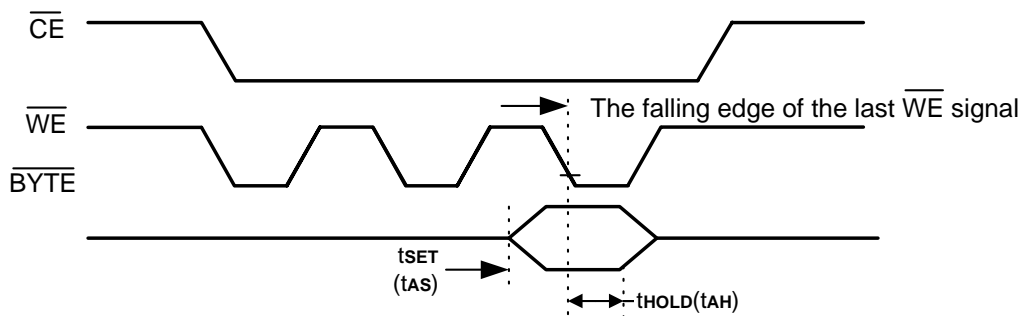 CE
The falling edge of the last WE signal
WE
BYTE
tSET
(tAS)
tHOLD(tAH)